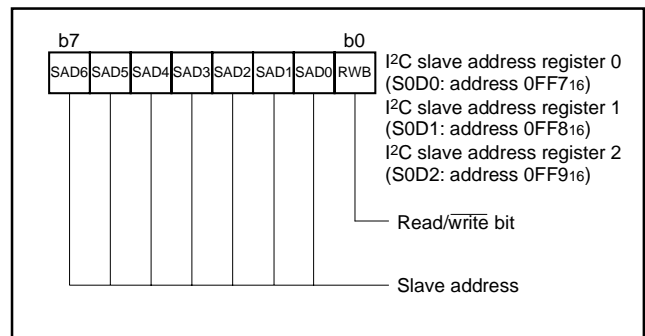 b7 b0
SAD6 SAD5 SAD4 SAD3 SAD2 SAD1 SAD0 RWB
I2C slave address register 0
(S0D0: address 0FF716)
I2C slave address register 1
(S0D1: address 0FF816)
I2C slave address register 2
(S0D2: address 0FF916)
Read/write bit
Slave address